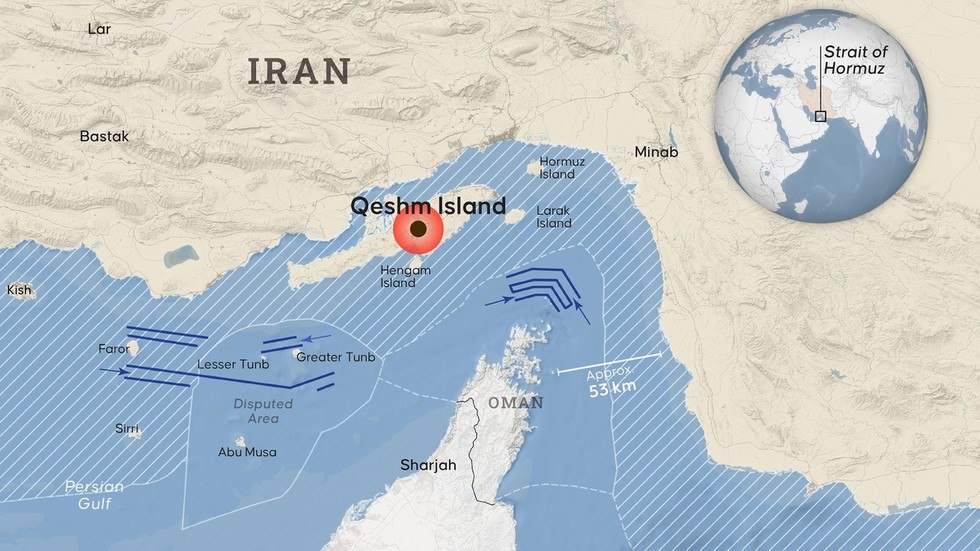 Lar
IRAN
Strait of
Hormuz
Bastak
Minab
Hormuz
Island
Qeshm Island
Larak
Island
Hengam
Island
Kish
Faror
Lesser Tunb
Greater Tunb
Approx.
53 km
Disputed
Area
OMAN
Sirri
Abu Musa
Sharjah
Persian
Gulf